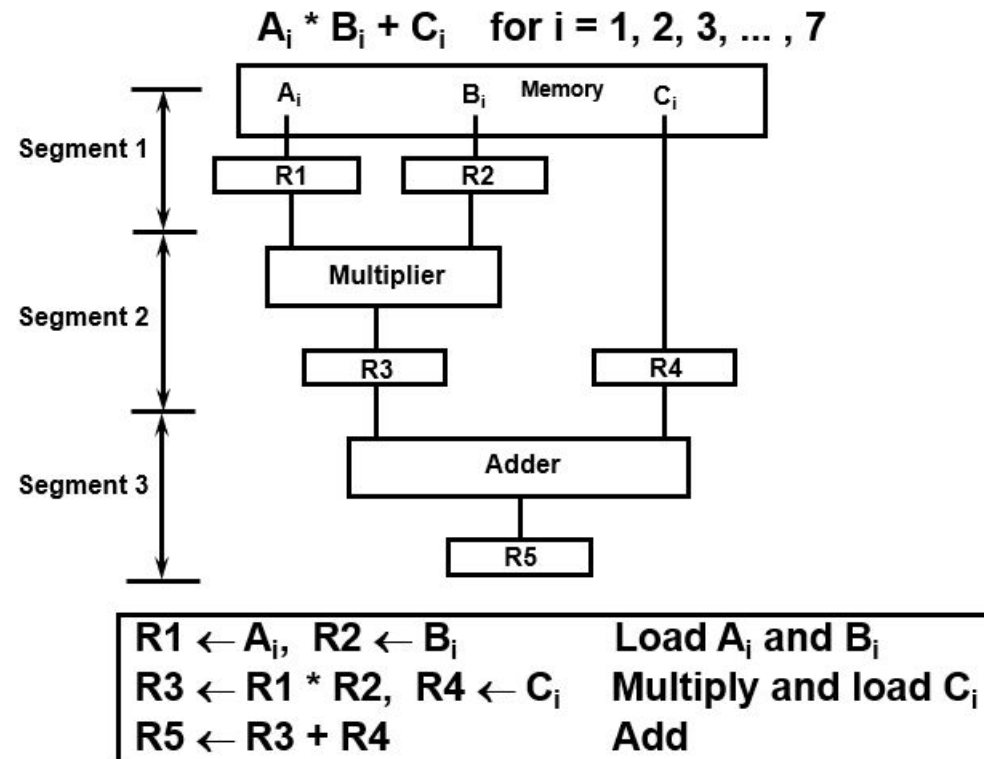 Aᵢ * Bᵢ + Cᵢ for i = 1, 2, 3, ... , 7
Aᵢ Bᵢ Memory Cᵢ
Segment 1
R1 R2
Multiplier
Segment 2
R3 R4
Adder
Segment 3
R5
R1 ← Aᵢ, R2 ← Bᵢ Load Aᵢ and Bᵢ
R3 ← R1 * R2, R4 ← Cᵢ Multiply and load Cᵢ
R5 ← R3 + R4 Add